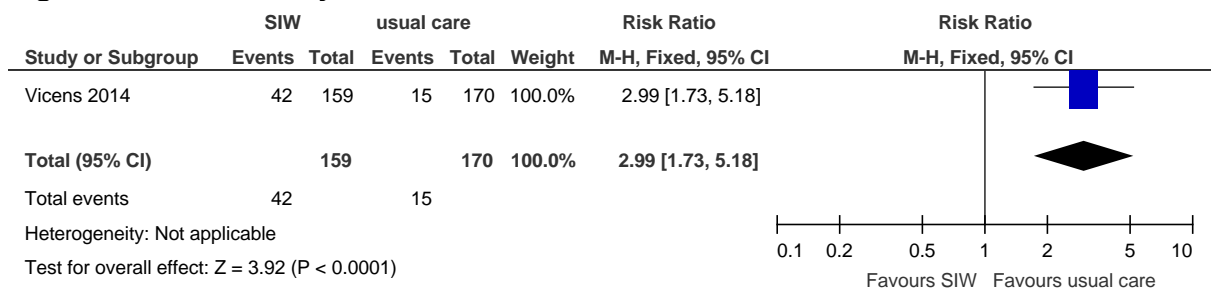 SIW usual care Risk Ratio Risk Ratio
Study or Subgroup Events Total Events Total Weight M-H, Fixed, 95% CI M-H, Fixed, 95% CI
Vicens 2014 42 159 15 170 100.0% 2.99 [1.73, 5.18]
Total (95% CI) 159 170 100.0% 2.99 [1.73, 5.18]
Total events 42 15
Heterogeneity: Not applicable
Test for overall effect: Z = 3.92 (P < 0.0001)
0.1 0.2 0.5 1 2 5 10
Favours SIW Favours usual care